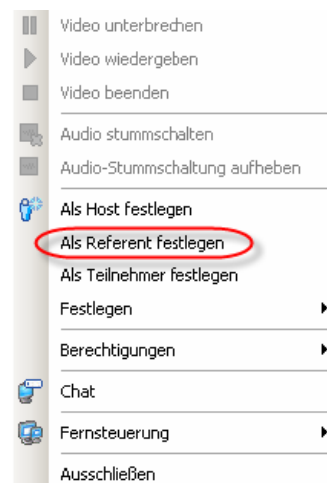 Video unterbrechen
Video wiedergeben
Video beenden
Audio stummschalten
Audio-Stummschaltung aufheben
Als Host festlegen
Als Referent festlegen
Als Teilnehmer festlegen
Festlegen
Berechtigungen
Chat
Fernsteuerung
Ausschließen